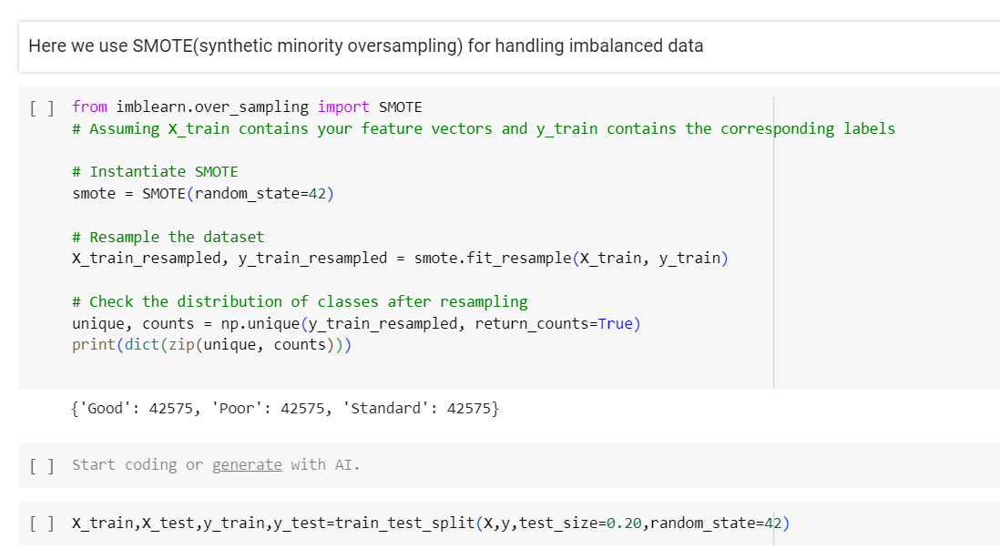 Here we use SMOTE(synthetic minority oversampling) for handling imbalanced data
[ ] from imblearn.over_sampling import SMOTE
# Assuming X_train contains your feature vectors and y_train contains the corresponding labels
# Instantiate SMOTE
smote = SMOTE(random_state=42)
# Resample the dataset
X_train_resampled, y_train_resampled = smote.fit_resample(X_train, y_train)
# Check the distribution of classes after resampling
unique, counts = np.unique(y_train_resampled, return_counts=True)
print(dict(zip(unique, counts)))
{'Good': 42575, 'Poor': 42575, 'Standard': 42575}
[ ] Start coding or generate with AI.
[ ] X_train,X_test,y_train,y_test=train_test_split(X,y,test_size=0.20,random_state=42)